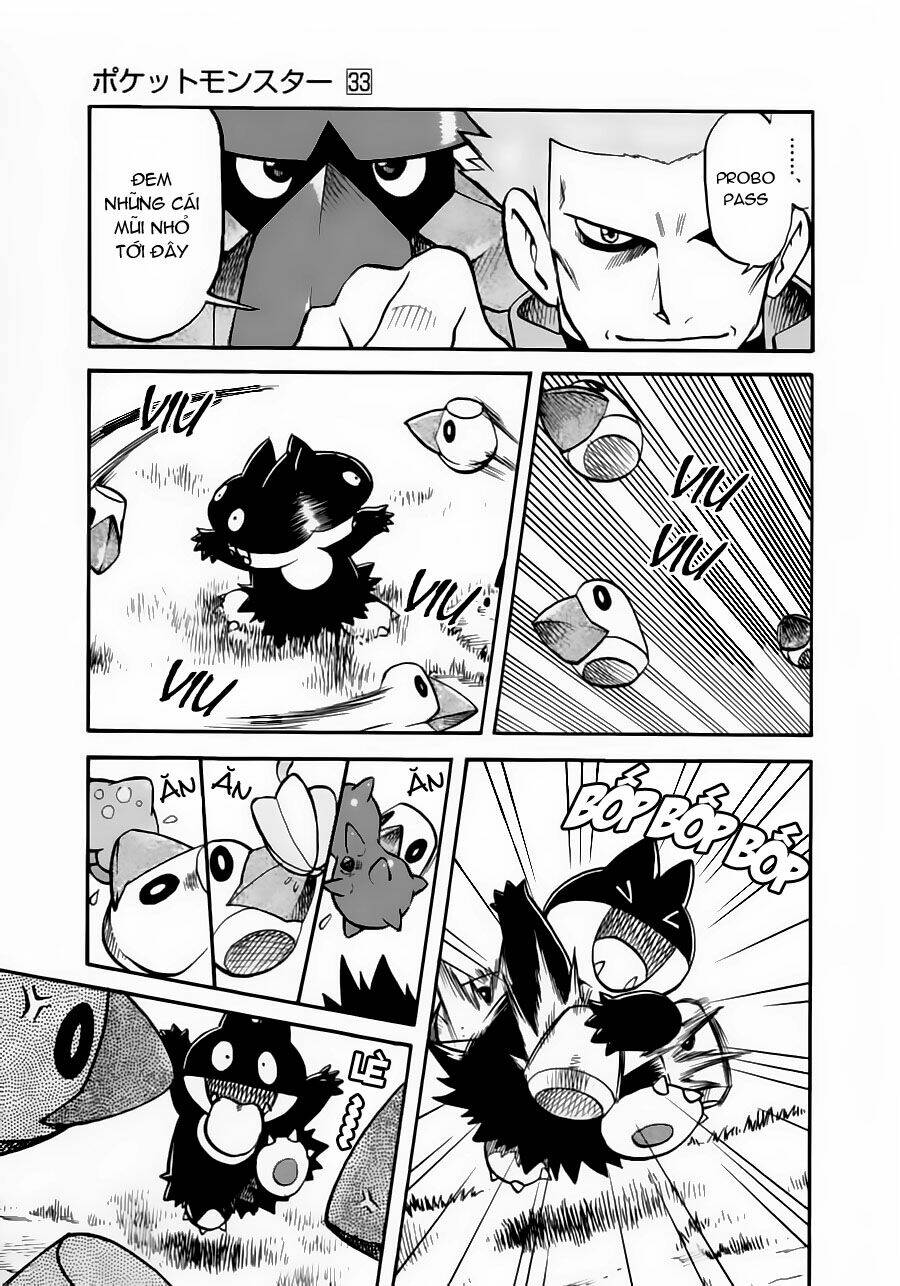 ポケットモンスター 33
......
PROBO
PASS
ĐEM
NHỮNG CÁI
MŨI NHỎ
TỚI ĐÂY
VIU
VIU
VIU
VIU
VIU
VIU
ĂN
ĂN
ĂN
BỐP BỐP BỐP
LÈ